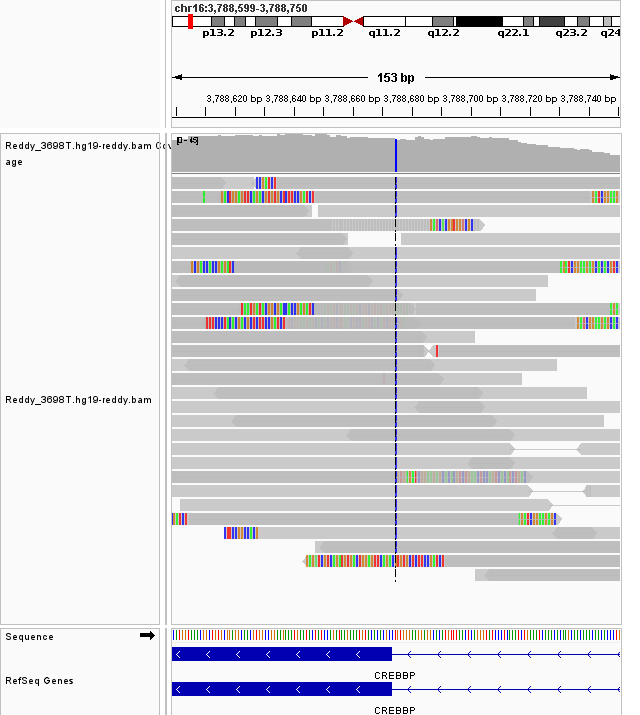 chr16:3,788,599-3,788,750
p13.2 p12.3 p11.2 q11.2 q12.2 q22.1 q23.2 q24
153 bp
3,788,620 bp 3,788,640 bp 3,788,660 bp 3,788,680 bp 3,788,700 bp 3,788,720 bp 3,788,740 bp
Reddy_3698T.hg19-reddy.bam Cov
age
Reddy_3698T.hg19-reddy.bam
Sequence
CREBBP
RefSeq Genes
CREBBP